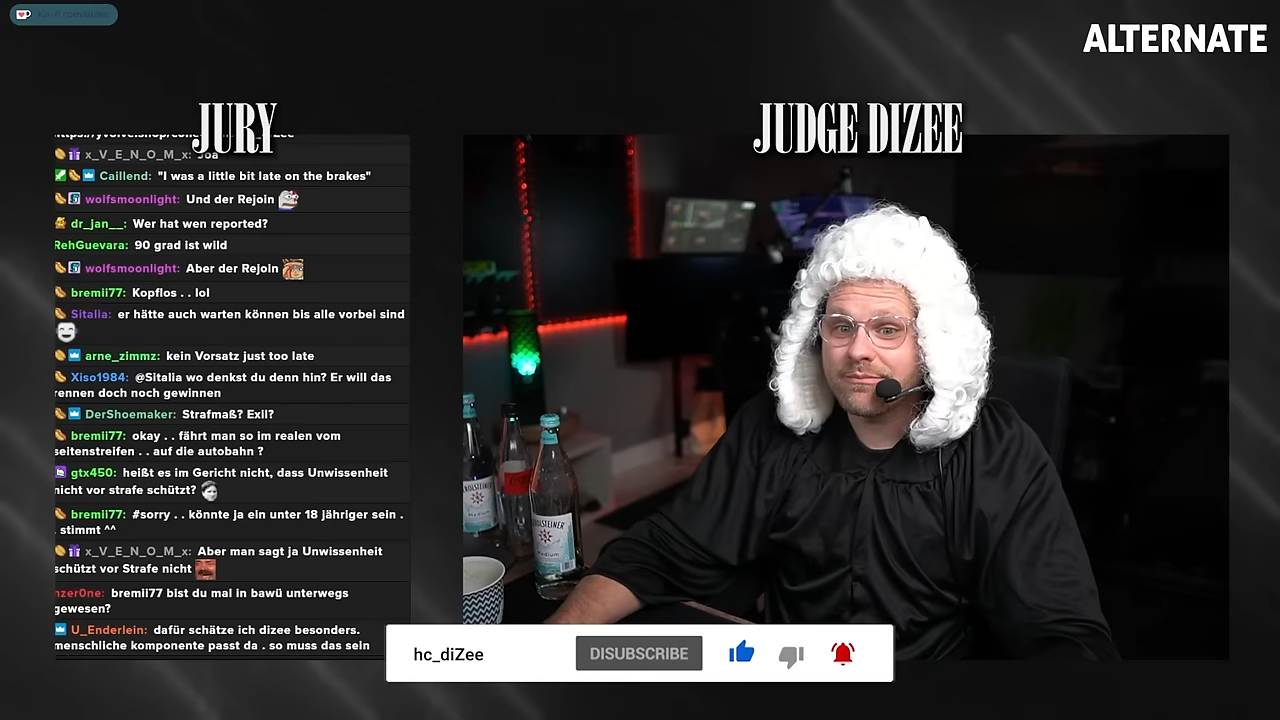 ALTERNATE
JURY
JUDGE DIZEE
x_V_E_N_O_M_x: Joa
Caillend: "I was a little bit late on the brakes"
wolfsmoonlight: Und der Rejoin
dr_jan__: Wer hat wen reported?
RehGuevara: 90 grad ist wild
wolfsmoonlight: Aber der Rejoin
bremii77: Kopflos . . lol
Sitalia: er hätte auch warten können bis alle vorbei sind
arne_zimmz: kein Vorsatz just too late
Xiso1984: @Sitalia wo denkst du denn hin? Er will das
rennen doch noch gewinnen
DerShoemaker: Strafmaß? Exil?
bremii77: okay . . fährt man so im realen vom
seitenstreifen . . auf die autobahn ?
gtx450: heißt es im Gericht nicht, dass Unwissenheit
nicht vor strafe schützt?
bremii77: #sorry . . könnte ja ein unter 18 jähriger sein .
. stimmt ^^
x_V_E_N_O_M_x: Aber man sagt ja Unwissenheit
schützt vor Strafe nicht
nzer0ne: bremii77 bist du mal in bawü unterwegs
gewesen?
U_Enderlein: dafür schätze ich dizee besonders.
menschliche komponente passt da . so muss das sein
hc_diZee
DISUBSCRIBE
Medium